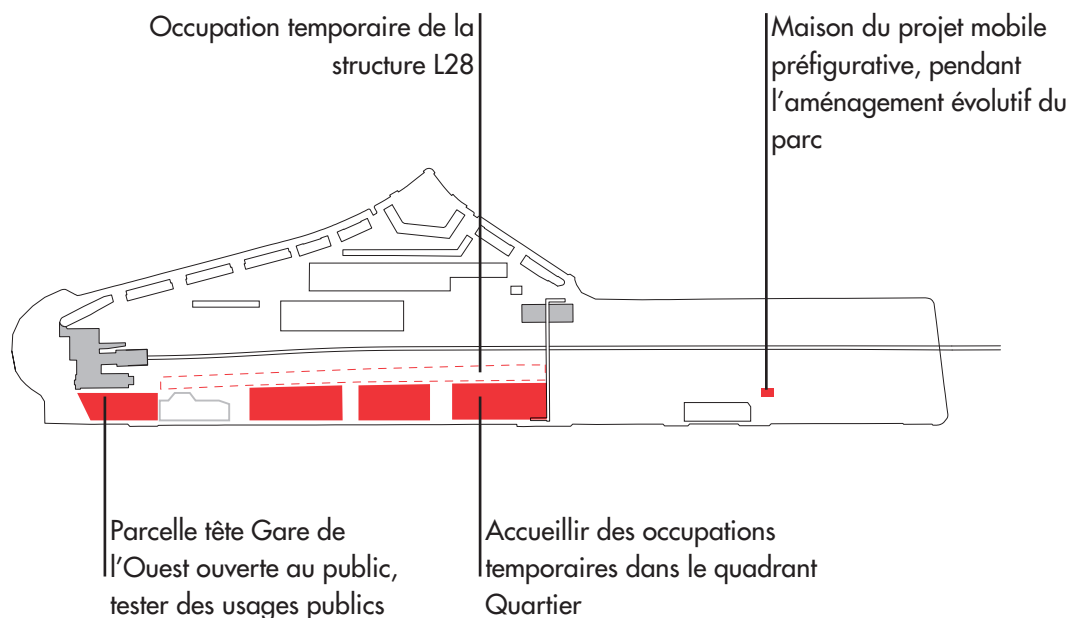 Occupation temporaire de la
structure L28
Maison du projet mobile
préfigurative, pendant
l'aménagement évolutif du
parc
Parcelle tête Gare de
l'Ouest ouverte au public,
tester des usages publics
Accueillir des occupations
temporaires dans le quadrant
Quartier